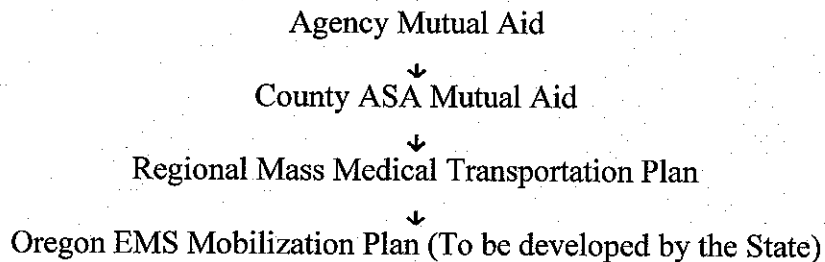 Agency Mutual Aid
↓
County ASA Mutual Aid
↓
Regional Mass Medical Transportation Plan
↓
Oregon EMS Mobilization Plan (To be developed by the State)